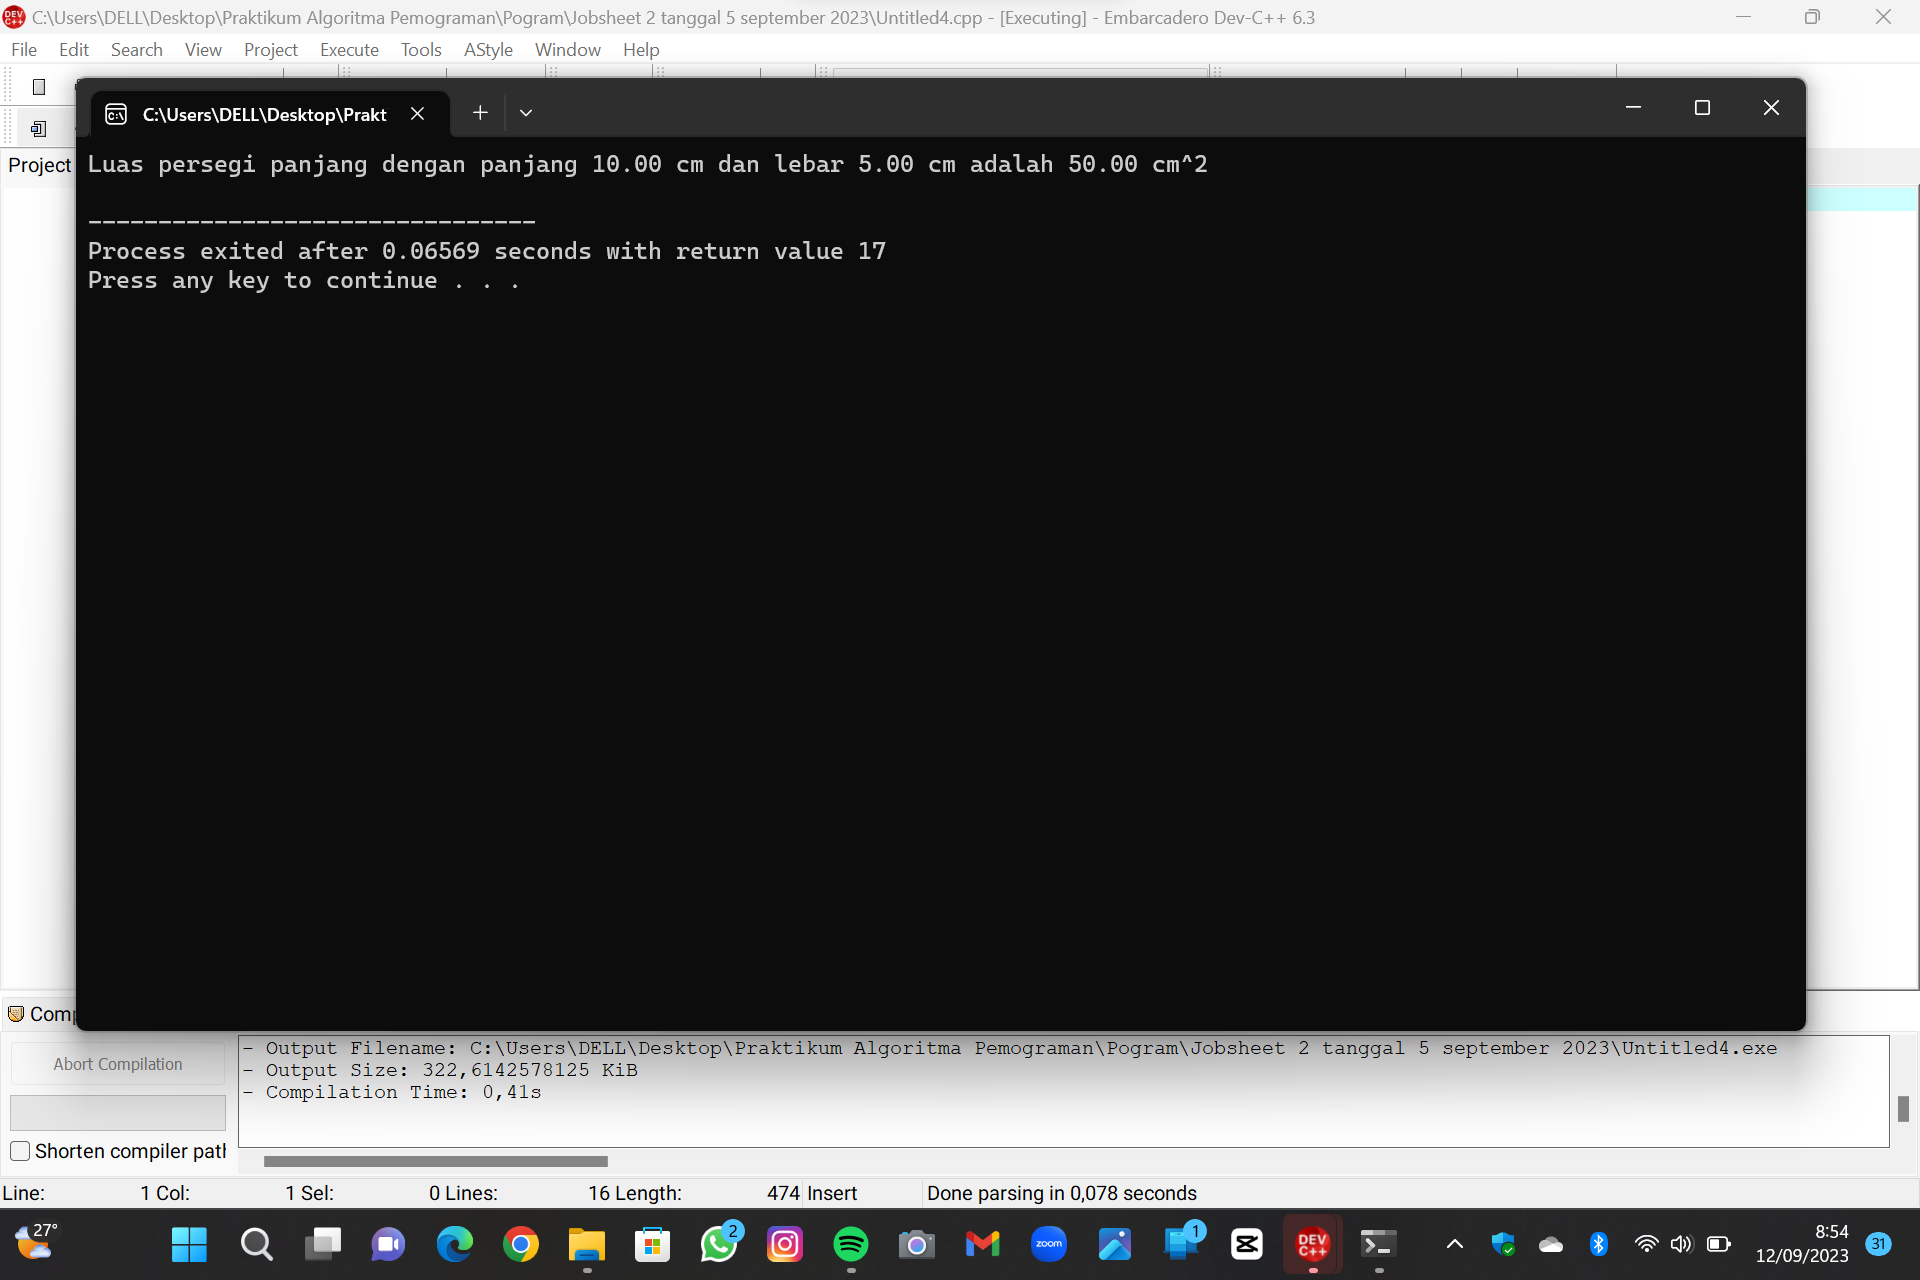 C:\Users\DELL\Desktop\Praktikum Algoritma Pemograman\Pogram\Jobsheet 2 tanggal 5 september 2023\Untitled4.cpp - [Executing] - Embarcadero Dev-C++ 6.3
File Edit Search View Project Execute Tools AStyle Window Help
C:\Users\DELL\Desktop\Prakt
Project
Luas persegi panjang dengan panjang 10.00 cm dan lebar 5.00 cm adalah 50.00 cm^2
--------------------------------
Process exited after 0.06569 seconds with return value 17
Press any key to continue . . .
Abort Compilation
- Output Filename: C:\Users\DELL\Desktop\Praktikum Algoritma Pemograman\Pogram\Jobsheet 2 tanggal 5 september 2023\Untitled4.exe
- Output Size: 322,6142578125 KiB
- Compilation Time: 0,41s
Shorten compiler
Line: 1 Col: 1 Sel: 0 Lines: 16 Length: 474 Insert Done parsing in 0,078 seconds
27°
2
zoom
1
DEV C++
8:54
12/09/2023
31